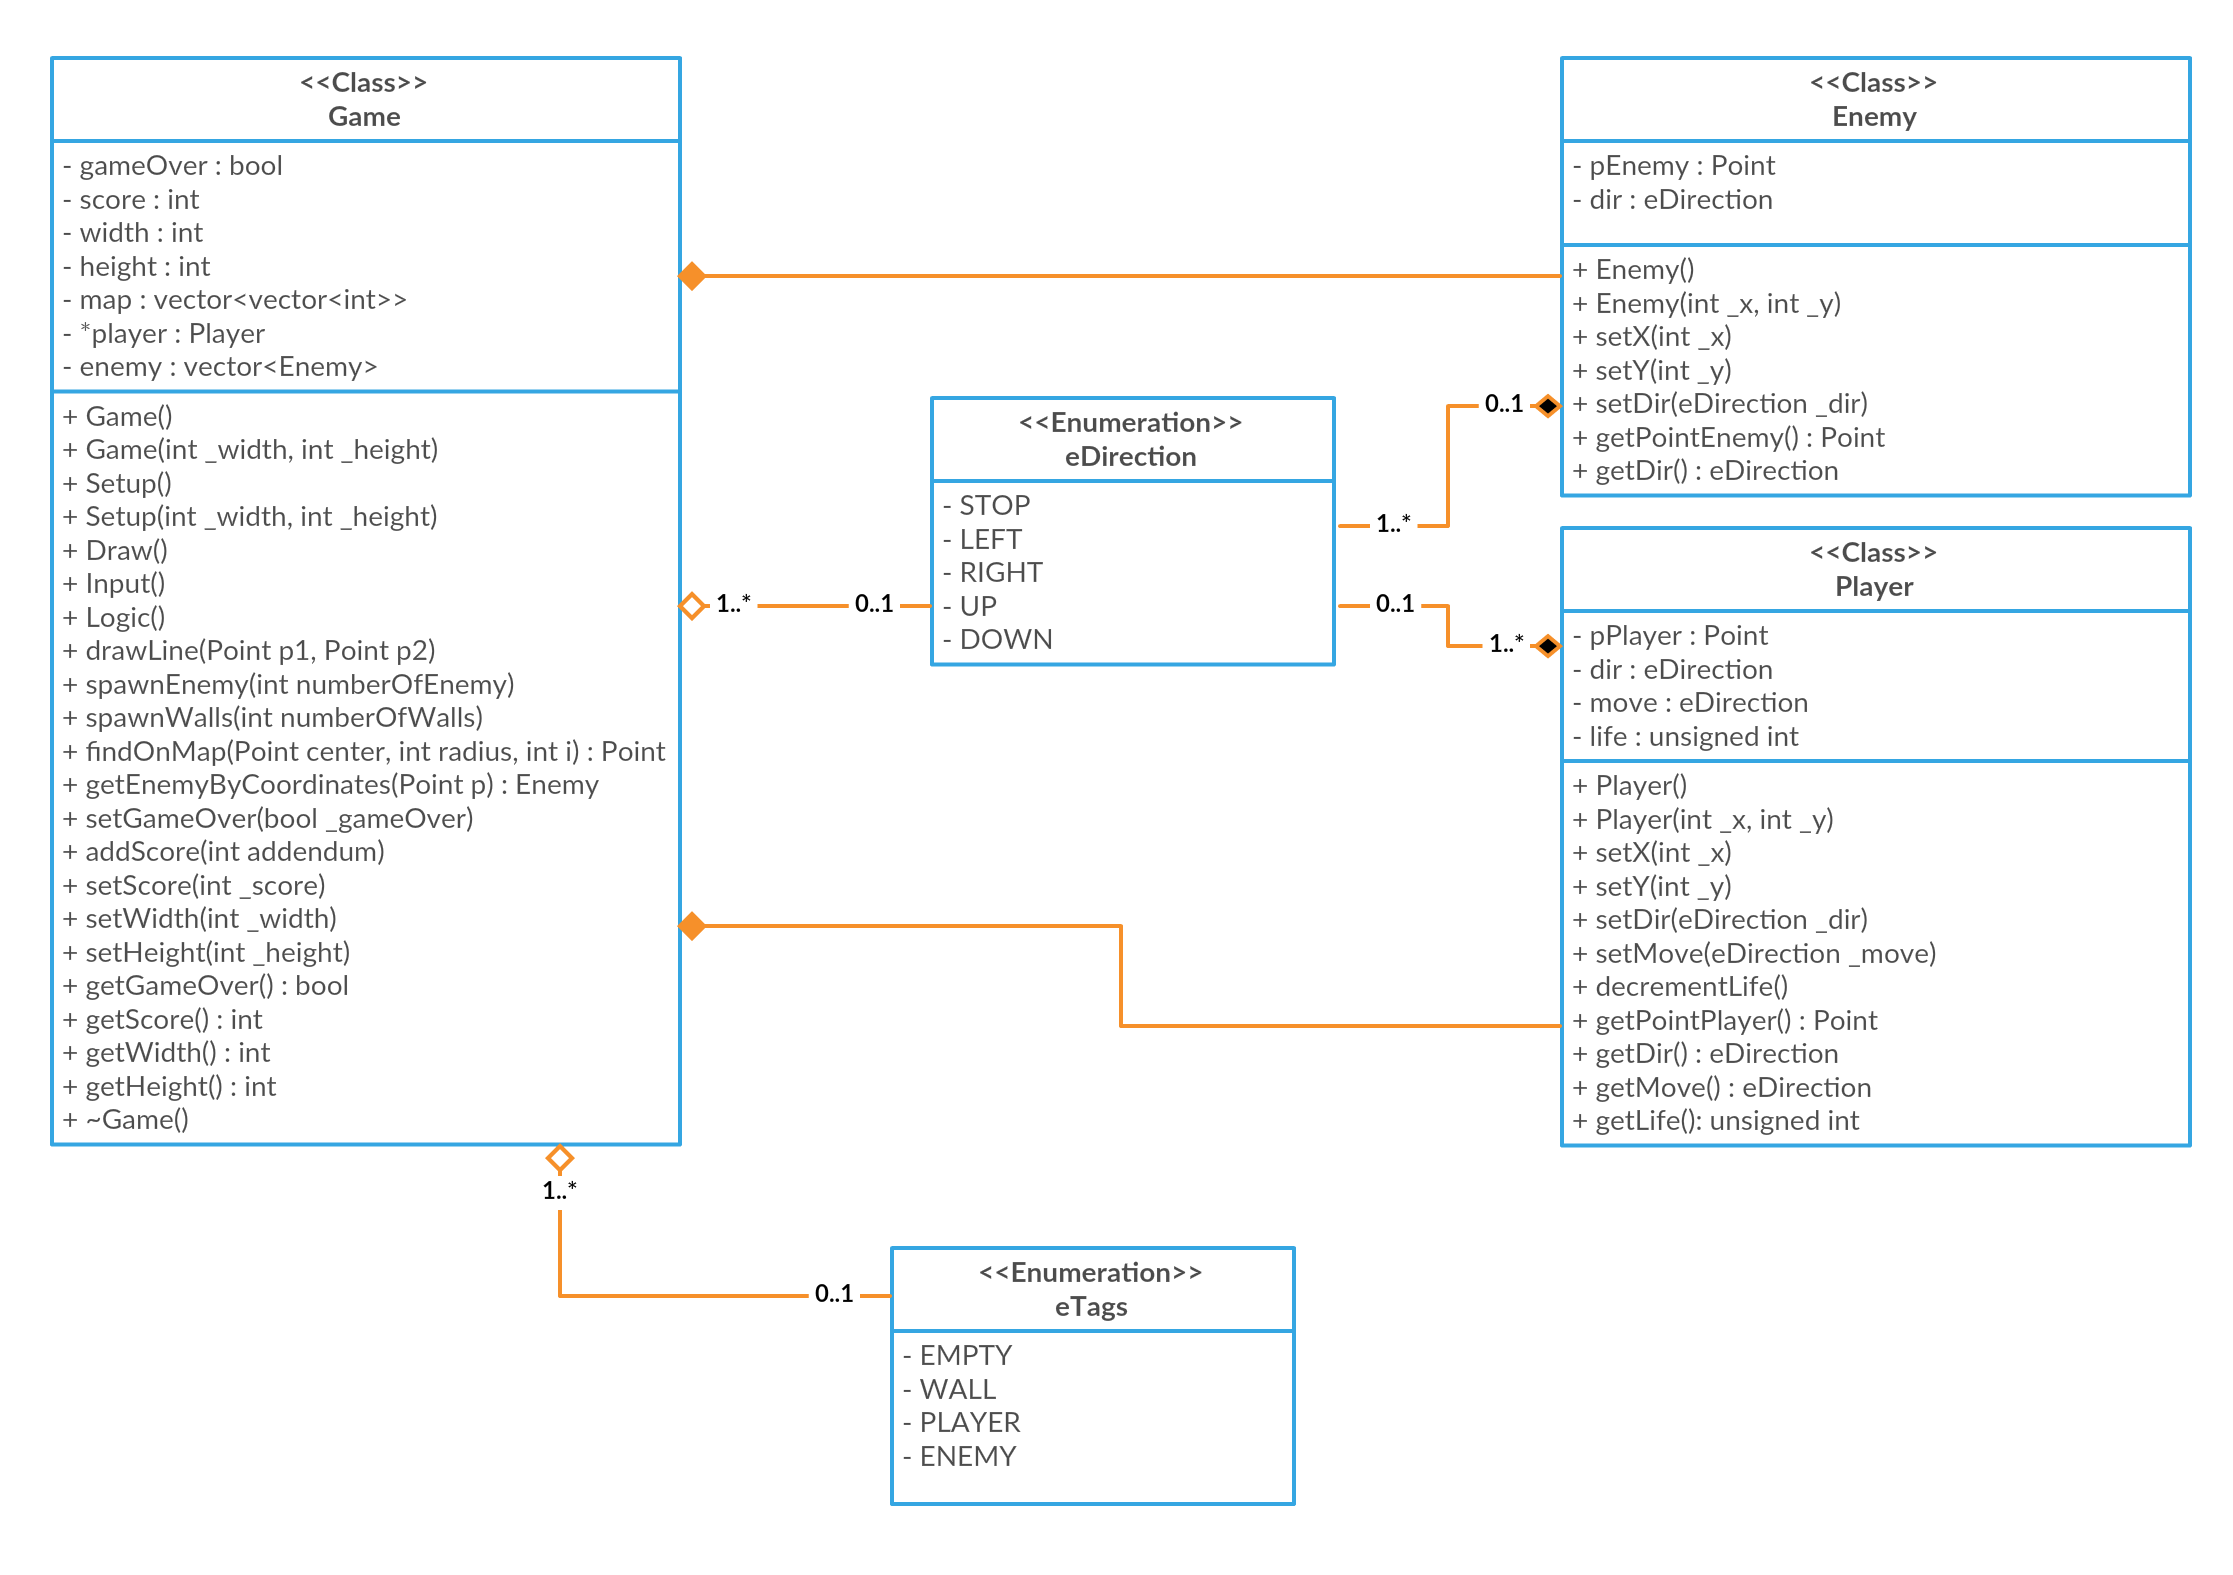 <<Class>>
Game
- gameOver : bool
- score : int
- width : int
- height : int
- map : vector<vector<int>>
- *player : Player
- enemy : vector<Enemy>
+ Game()
+ Game(int _width, int _height)
+ Setup()
+ Setup(int _width, int _height)
+ Draw()
+ Input()
+ Logic()
+ drawLine(Point p1, Point p2)
+ spawnEnemy(int numberOfEnemy)
+ spawnWalls(int numberOfWalls)
+ findOnMap(Point center, int radius, int i) : Point
+ getEnemyByCoordinates(Point p) : Enemy
+ setGameOver(bool _gameOver)
+ addScore(int addendum)
+ setScore(int _score)
+ setWidth(int _width)
+ setHeight(int _height)
+ getGameOver() : bool
+ getScore() : int
+ getWidth() : int
+ getHeight() : int
+ ~Game()
1..*
0..1
<<Enumeration>>
eDirection
- STOP
- LEFT
- RIGHT
- UP
- DOWN
1..*
0..1
0..1
1..*
<<Class>>
Enemy
- pEnemy : Point
- dir : eDirection
+ Enemy()
+ Enemy(int _x, int _y)
+ setX(int _x)
+ setY(int _y)
+ setDir(eDirection _dir)
+ getPointEnemy() : Point
+ getDir() : eDirection
<<Class>>
Player
- pPlayer : Point
- dir : eDirection
- move : eDirection
- life : unsigned int
+ Player()
+ Player(int _x, int _y)
+ setX(int _x)
+ setY(int _y)
+ setDir(eDirection _dir)
+ setMove(eDirection _move)
+ decrementLife()
+ getPointPlayer() : Point
+ getDir() : eDirection
+ getMove() : eDirection
+ getLife(): unsigned int
1..*
0..1
<<Enumeration>>
eTags
- EMPTY
- WALL
- PLAYER
- ENEMY